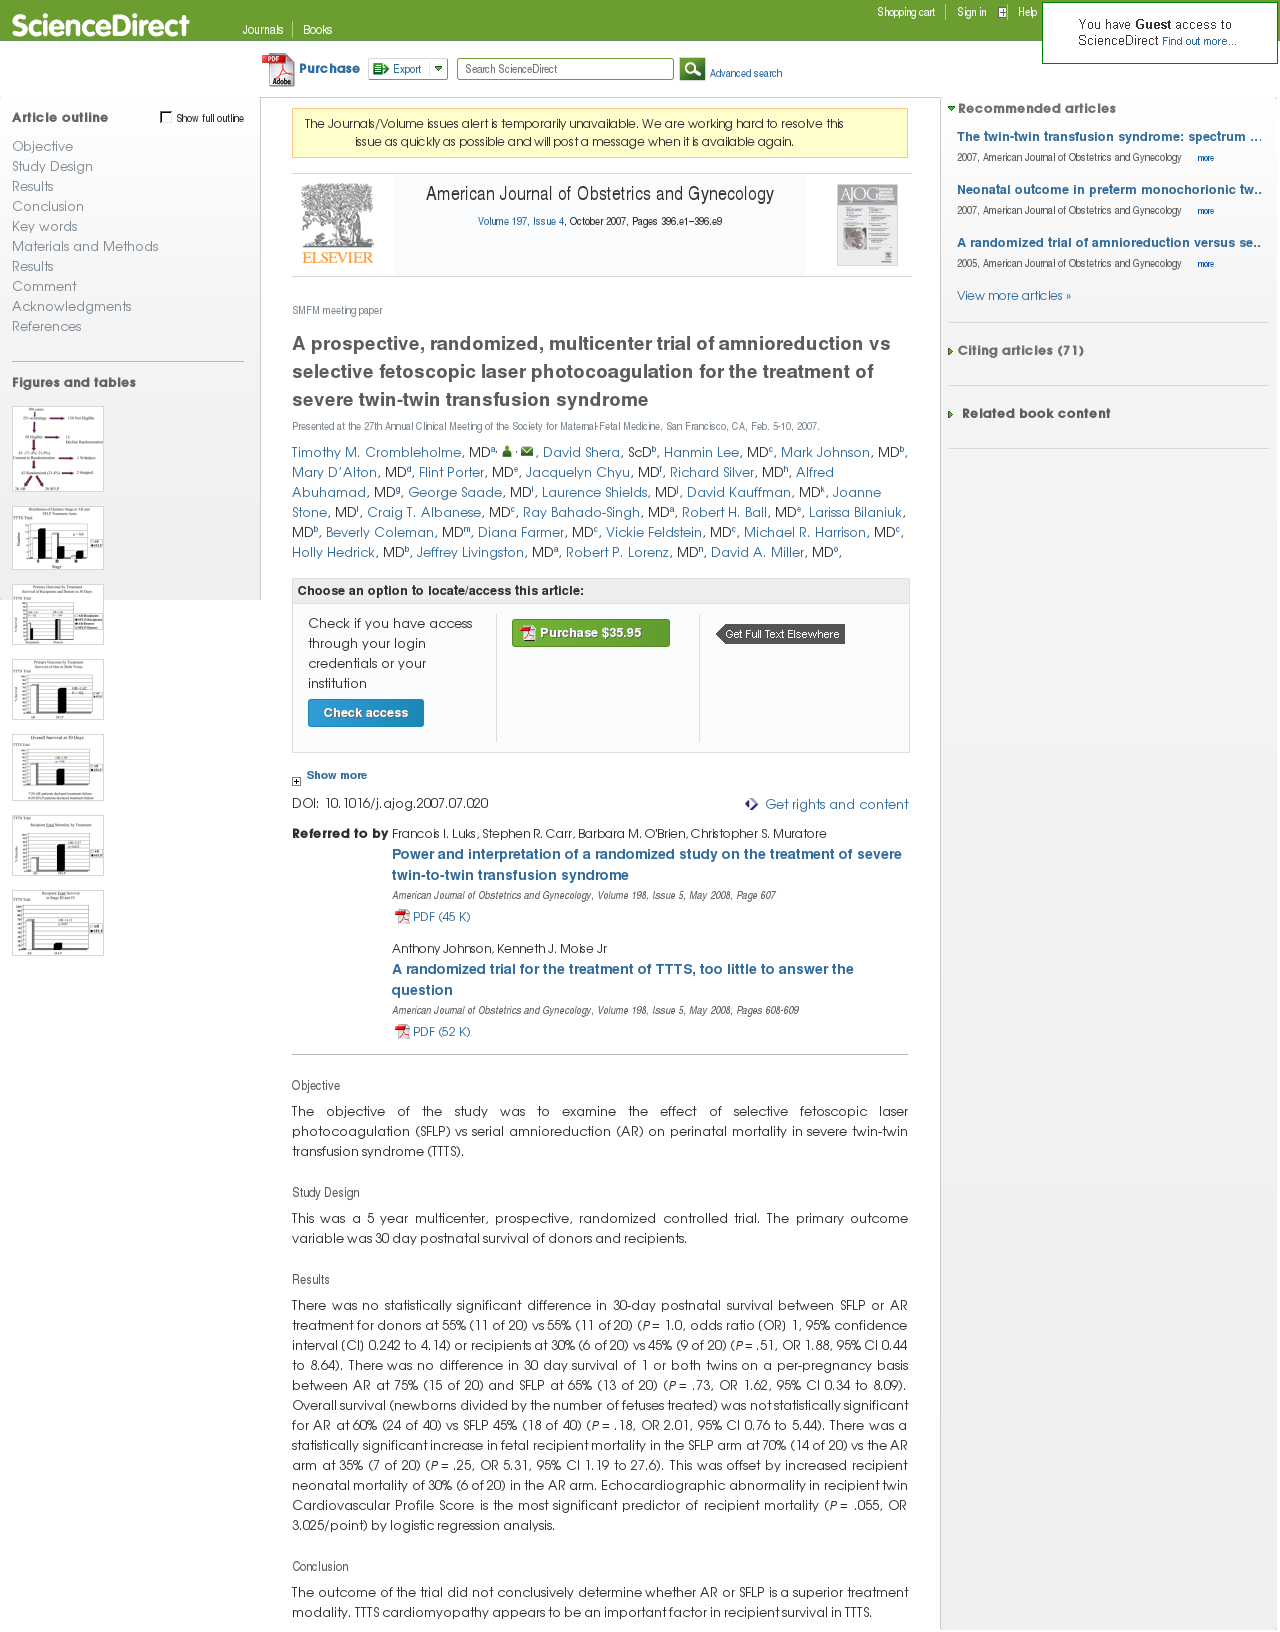 ScienceDirect
Journals
Books
Shopping cart
Sign in
Help
You have Guest access to
ScienceDirect Find out more...
Purchase
Export
Search ScienceDirect
Advanced search
Article outline
Show full outline
Objective
Study Design
Results
Conclusion
Key words
Materials and Methods
Results
Comment
Acknowledgments
References
Figures and tables
The Journals/Volume issues alert is temporarily unavailable. We are working hard to resolve this
issue as quickly as possible and will post a message when it is available again.
ELSEVIER
American Journal of Obstetrics and Gynecology
Volume 197, Issue 4, October 2007, Pages 396.e1–396.e9
AJOG
SMFM meeting paper
A prospective, randomized, multicenter trial of amnioreduction vs
selective fetoscopic laser photocoagulation for the treatment of
severe twin-twin transfusion syndrome
Presented at the 27th Annual Clinical Meeting of the Society for Maternal-Fetal Medicine, San Francisco, CA, Feb. 5-10, 2007.
Timothy M. Crombleholme, MDa, , David Shera, ScDb, Hanmin Lee, MDc, Mark Johnson, MDb,
Mary D'Alton, MDd, Flint Porter, MDe, Jacquelyn Chyu, MDf, Richard Silver, MDh, Alfred
Abuhamad, MDg, George Saade, MDi, Laurence Shields, MDj, David Kauffman, MDk, Joanne
Stone, MDl, Craig T. Albanese, MDc, Ray Bahado-Singh, MDa, Robert H. Ball, MDe, Larissa Bilaniuk,
MDb, Beverly Coleman, MDm, Diana Farmer, MDc, Vickie Feldstein, MDc, Michael R. Harrison, MDc,
Holly Hedrick, MDb, Jeffrey Livingston, MDa, Robert P. Lorenz, MDn, David A. Miller, MDo,
Choose an option to locate/access this article:
Check if you have access
through your login
credentials or your
institution
Check access
Purchase $35.95
Get Full Text Elsewhere
Show more
DOI: 10.1016/j.ajog.2007.07.020
Get rights and content
Referred to by Francois I. Luks, Stephen R. Carr, Barbara M. O'Brien, Christopher S. Muratore
Power and interpretation of a randomized study on the treatment of severe
twin-to-twin transfusion syndrome
American Journal of Obstetrics and Gynecology, Volume 198, Issue 5, May 2008, Page 607
PDF (45 K)
Anthony Johnson, Kenneth J. Moise Jr
A randomized trial for the treatment of TTTS, too little to answer the
question
American Journal of Obstetrics and Gynecology, Volume 198, Issue 5, May 2008, Pages 608-609
PDF (52 K)
Objective
The objective of the study was to examine the effect of selective fetoscopic laser
photocoagulation (SFLP) vs serial amnioreduction (AR) on perinatal mortality in severe twin-twin
transfusion syndrome (TTTS).
Study Design
This was a 5 year multicenter, prospective, randomized controlled trial. The primary outcome
variable was 30 day postnatal survival of donors and recipients.
Results
There was no statistically significant difference in 30-day postnatal survival between SFLP or AR
treatment for donors at 55% (11 of 20) vs 55% (11 of 20) (P = 1.0, odds ratio [OR] 1, 95% confidence
interval [CI] 0.242 to 4.14) or recipients at 30% (6 of 20) vs 45% (9 of 20) (P = .51, OR 1.88, 95% CI 0.44
to 8.64). There was no difference in 30 day survival of 1 or both twins on a per-pregnancy basis
between AR at 75% (15 of 20) and SFLP at 65% (13 of 20) (P = .73, OR 1.62, 95% CI 0.34 to 8.09).
Overall survival (newborns divided by the number of fetuses treated) was not statistically significant
for AR at 60% (24 of 40) vs SFLP 45% (18 of 40) (P = .18, OR 2.01, 95% CI 0.76 to 5.44). There was a
statistically significant increase in fetal recipient mortality in the SFLP arm at 70% (14 of 20) vs the AR
arm at 35% (7 of 20) (P = .25, OR 5.31, 95% CI 1.19 to 27.6). This was offset by increased recipient
neonatal mortality of 30% (6 of 20) in the AR arm. Echocardiographic abnormality in recipient twin
Cardiovascular Profile Score is the most significant predictor of recipient mortality (P = .055, OR
3.025/point) by logistic regression analysis.
Conclusion
The outcome of the trial did not conclusively determine whether AR or SFLP is a superior treatment
modality. TTTS cardiomyopathy appears to be an important factor in recipient survival in TTTS.
Recommended articles
The twin-twin transfusion syndrome: spectrum ...
2007, American Journal of Obstetrics and Gynecology more
Neonatal outcome in preterm monochorionic tw...
2007, American Journal of Obstetrics and Gynecology more
A randomized trial of amnioreduction versus se...
2005, American Journal of Obstetrics and Gynecology more
View more articles »
Citing articles (71)
Related book content